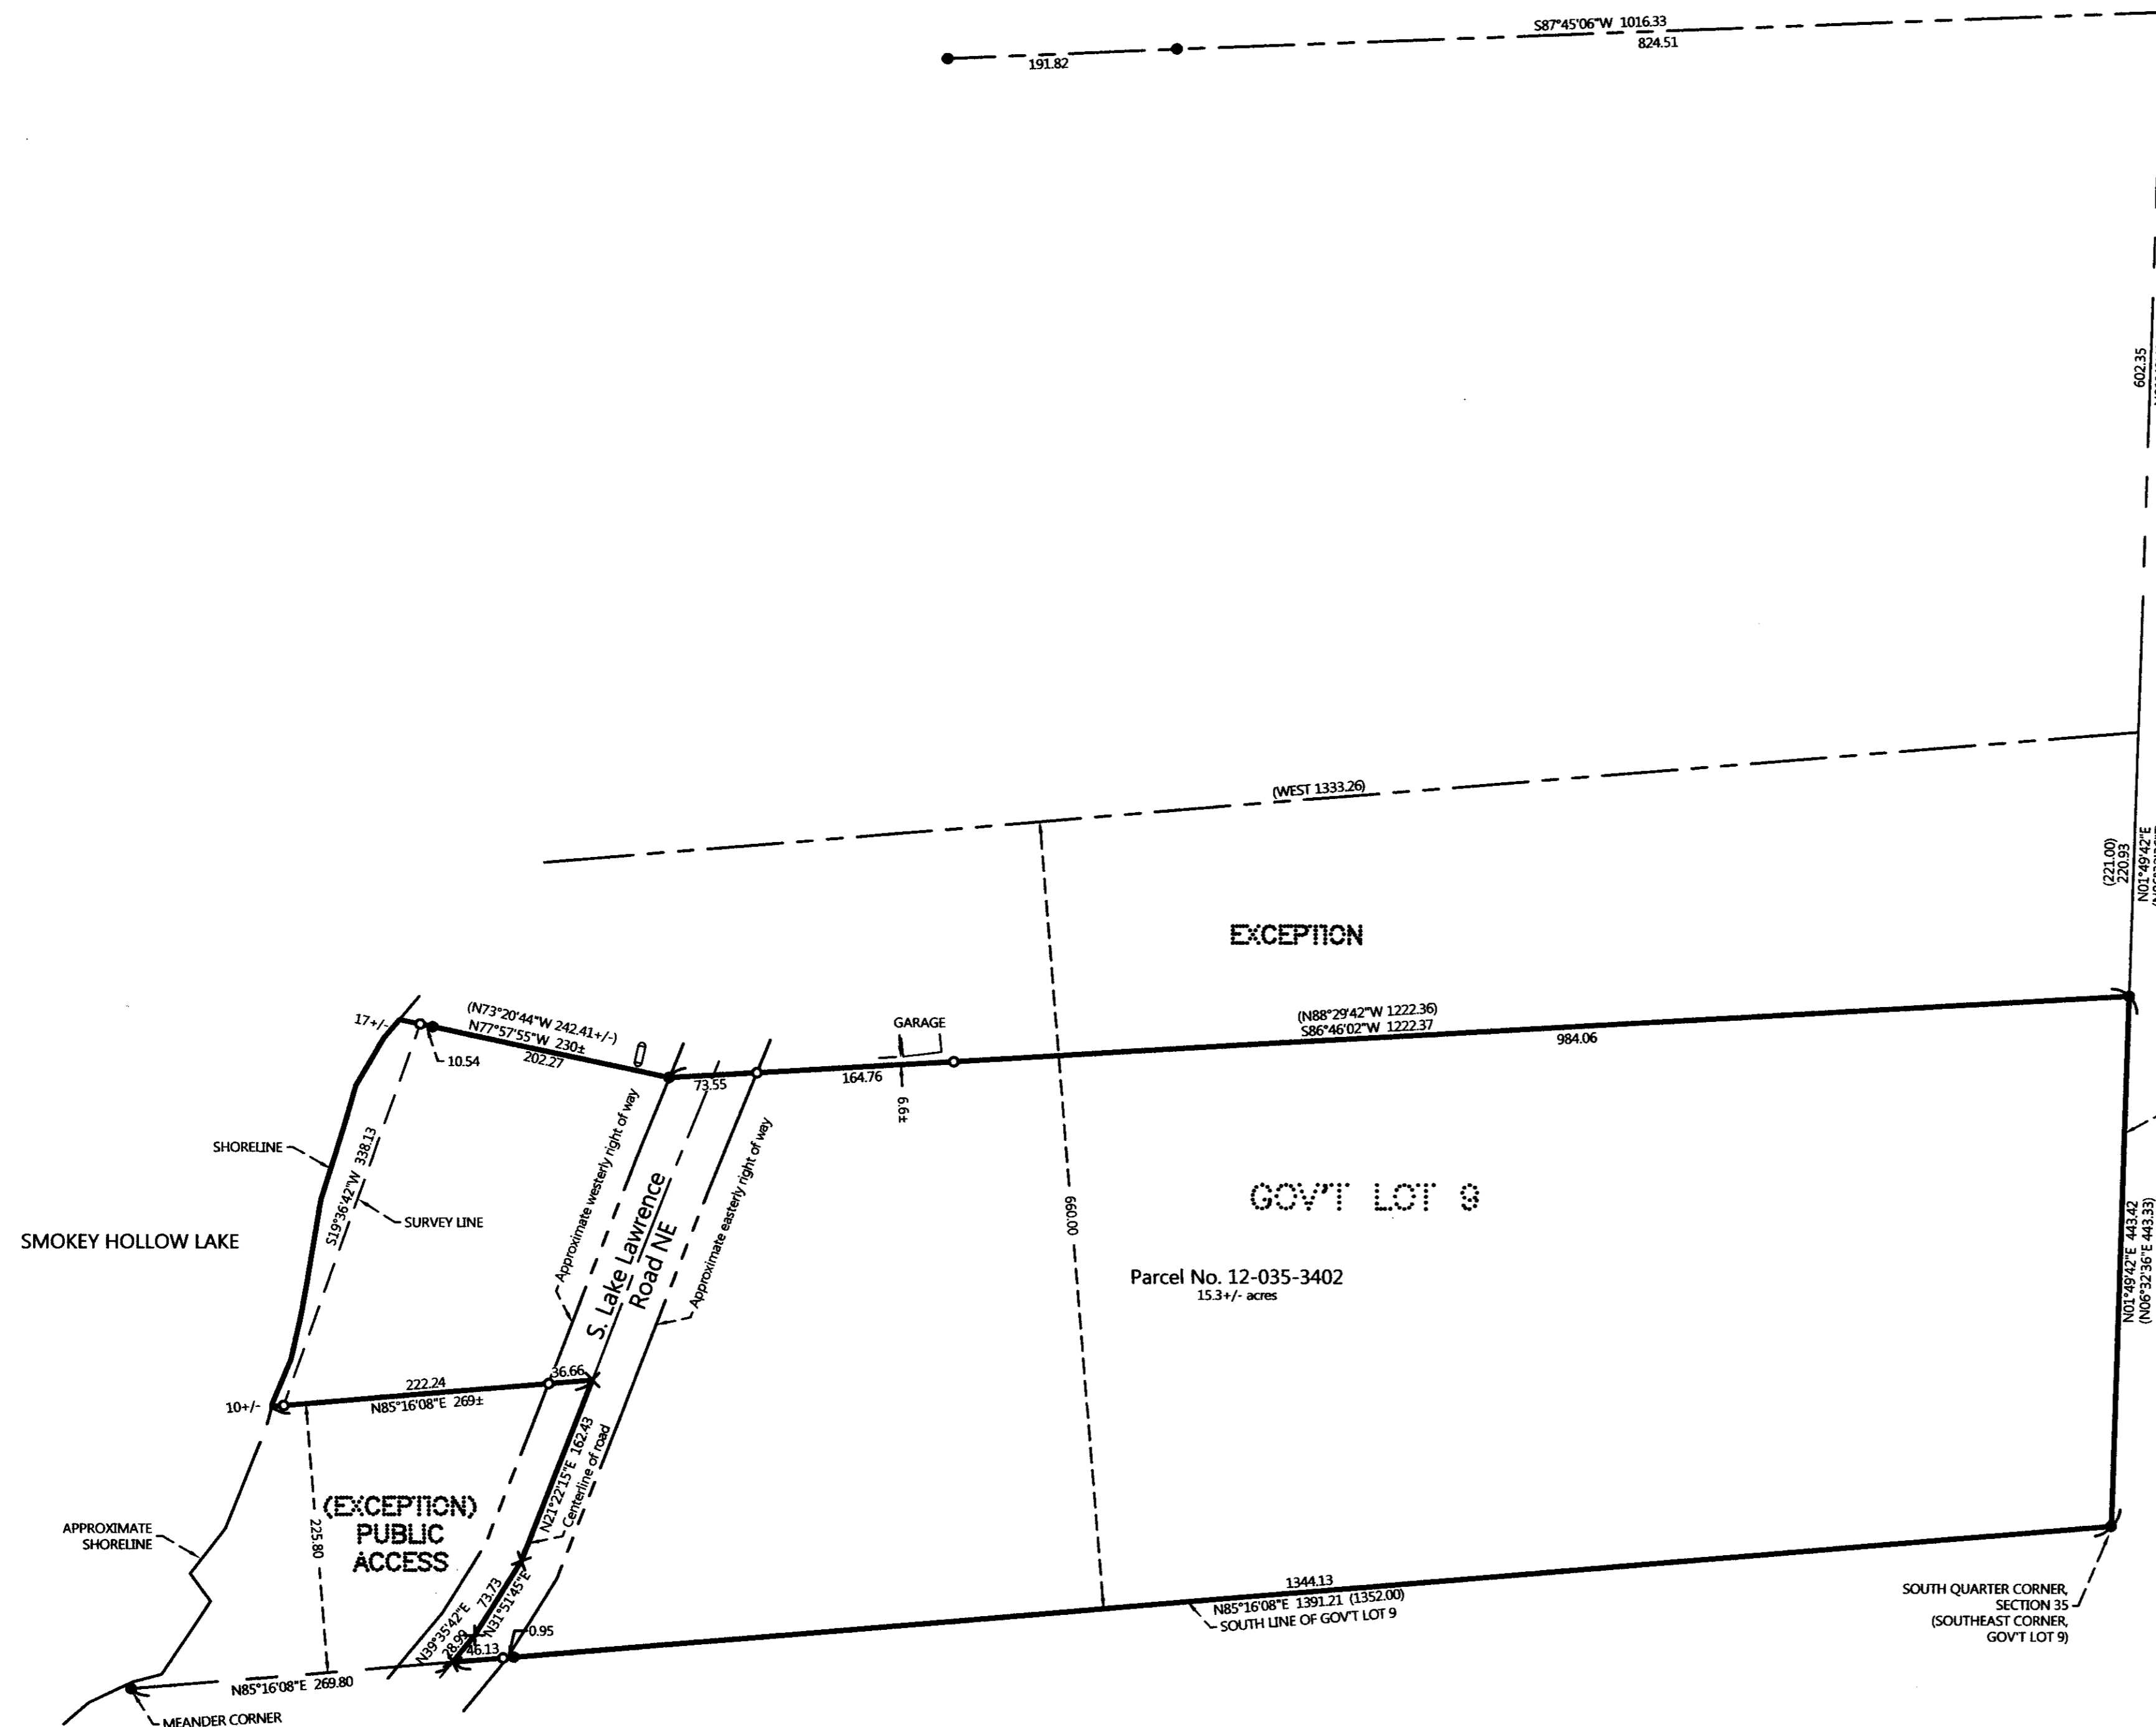 S87°45'06"W 1016.33
824.51
191.82
602.35
(WEST 1333.26)
(221.00)
220.93
N01°49'42"E
EXCEPTION
(N88°29'42"W 1222.36)
S86°46'02"W 1222.37
984.06
(N73°20'44"W 242.41+/-)
N77°57'55"W 230±
202.27
17+/-
10.54
GARAGE
73.55
164.76
6.6±
SHORELINE
S19°36'42"W 338.13
SURVEY LINE
SMOKEY HOLLOW LAKE
Approximate westerly right of way
S. Lake Lawrence
Road NE
Approximate easterly right of way
660.00
GOV'T LOT 9
Parcel No. 12-035-3402
15.3+/- acres
N01°49'42"E 443.42
(N06°32'36"E 443.33)
222.24
36.66
N85°16'08"E 269±
10+/-
N21°22'15"E 162.43
Centerline of road
(EXCEPTION)
PUBLIC
ACCESS
225.80
APPROXIMATE
SHORELINE
73.73
N31°51'45"E
N39°35'42"E
28.99
46.13
0.95
1344.13
N85°16'08"E 1391.21 (1352.00)
SOUTH LINE OF GOV'T LOT 9
SOUTH QUARTER CORNER,
SECTION 35
(SOUTHEAST CORNER,
GOV'T LOT 9)
N85°16'08"E 269.80
MEANDER CORNER